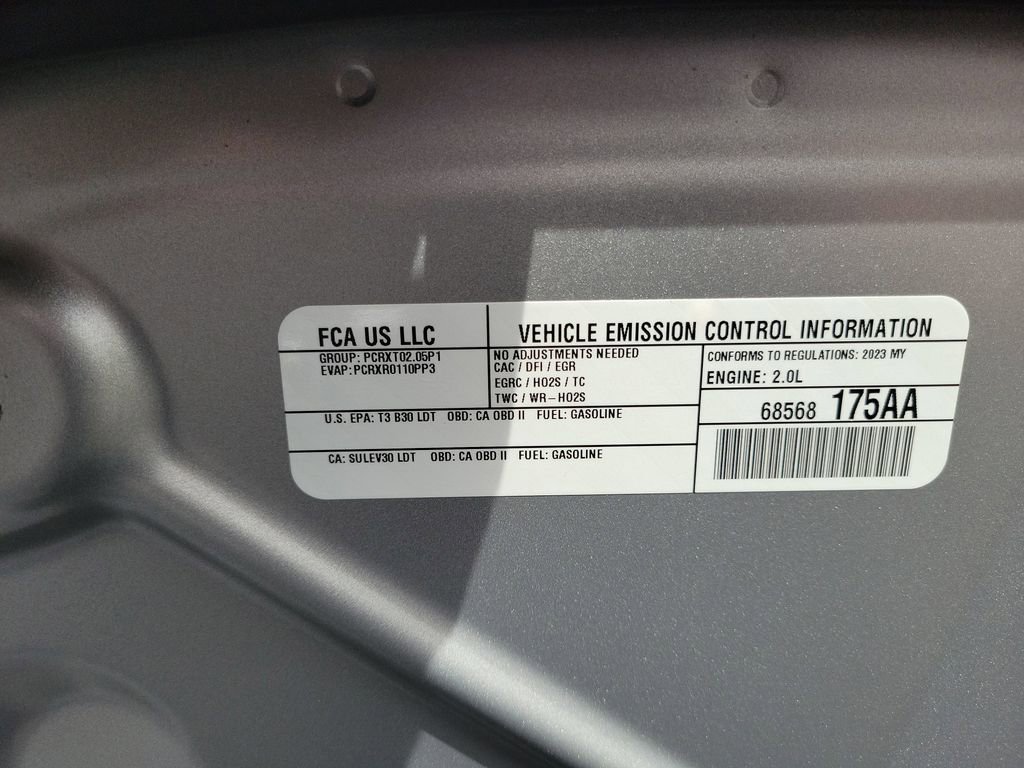 FCA US LLC
VEHICLE EMISSION CONTROL INFORMATION
GROUP: PCRXT02.05P1
EVAP: PCRXR0110PP3
NO ADJUSTMENTS NEEDED
CAC / DFI / EGR
EGRC / HO2S / TC
TWC / WR-HO2S
CONFORMS TO REGULATIONS: 2023 MY
ENGINE: 2.0L
68568 175AA
U.S. EPA: T3 B30 LDT OBD: CA OBD II FUEL: GASOLINE
CA: SULEV30 LDT OBD: CA OBD II FUEL: GASOLINE